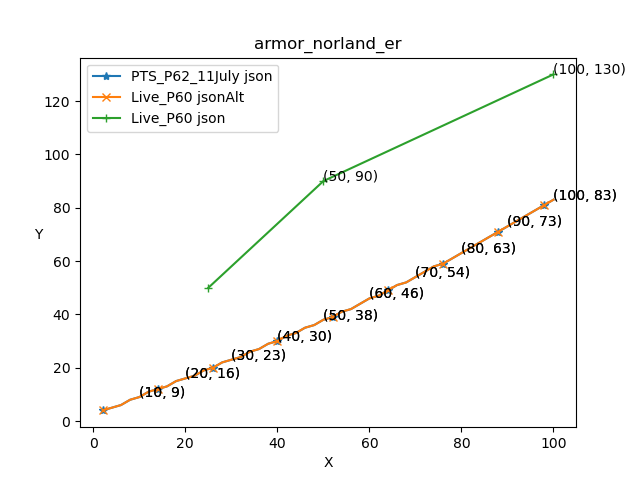 armor_norland_er
PTS_P62_11July json
Live_P60 jsonAlt
Live_P60 json
(100, 130)
(50, 90)
(100, 83)
(90, 73)
(80, 63)
(70, 54)
(60, 46)
(50, 38)
(40, 30)
(30, 23)
(20, 16)
(10, 9)
120
100
80
60
40
20
0
Y
0 20 40 60 80 100
X